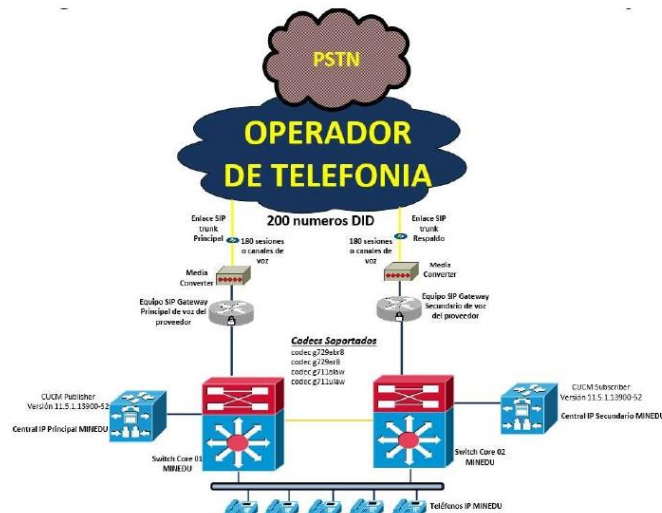 PSTN
OPERADOR
DE TELEFONIA
200 numeros DID
Enlace SIP
trunk
Principal
180 sesiones
o canales de
voz
Enlace SIP
trunk
Respaldo
180 sesiones
o canales de
voz
Media
Converter
Media
Converter
Equipo SIP Gateway
Principal de voz del
proveedor
Equipo SIP Gateway
Secundario de voz
del proveedor
Codecs Soportados
codec g729abr8
codec g729ar8
codec g711alaw
codec g711ulaw
CUCM Publisher
Versión 11.5.1.13900-52
Central IP Principal MINEDU
CUCM Subscriber
Versión 11.5.1.13900-52
Central IP Secundario MINEDU
Switch Core 01
MINEDU
Switch Core 02
MINEDU
Teléfonos IP MINEDU